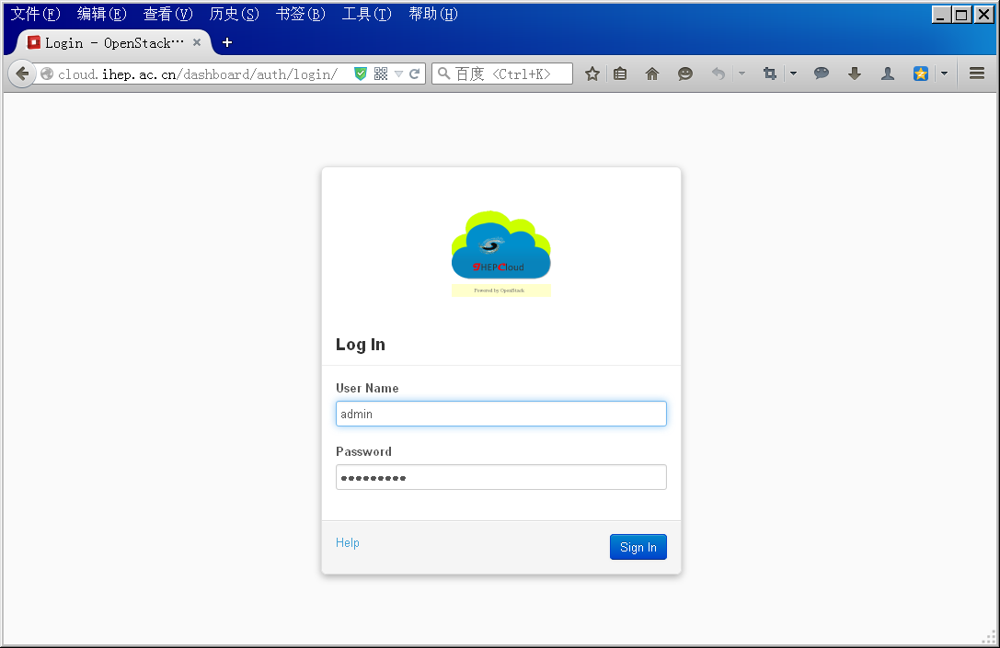 文件(F) 编辑(E) 查看(V) 历史(S) 书签(B) 工具(T) 帮助(H)
Login - OpenStack…
cloud.ihep.ac.cn/dashboard/auth/login/
百度 <Ctrl+K>
IHEPCloud
Powered by OpenStack
Log In
User Name
admin
Password
•••••••••
Help
Sign In